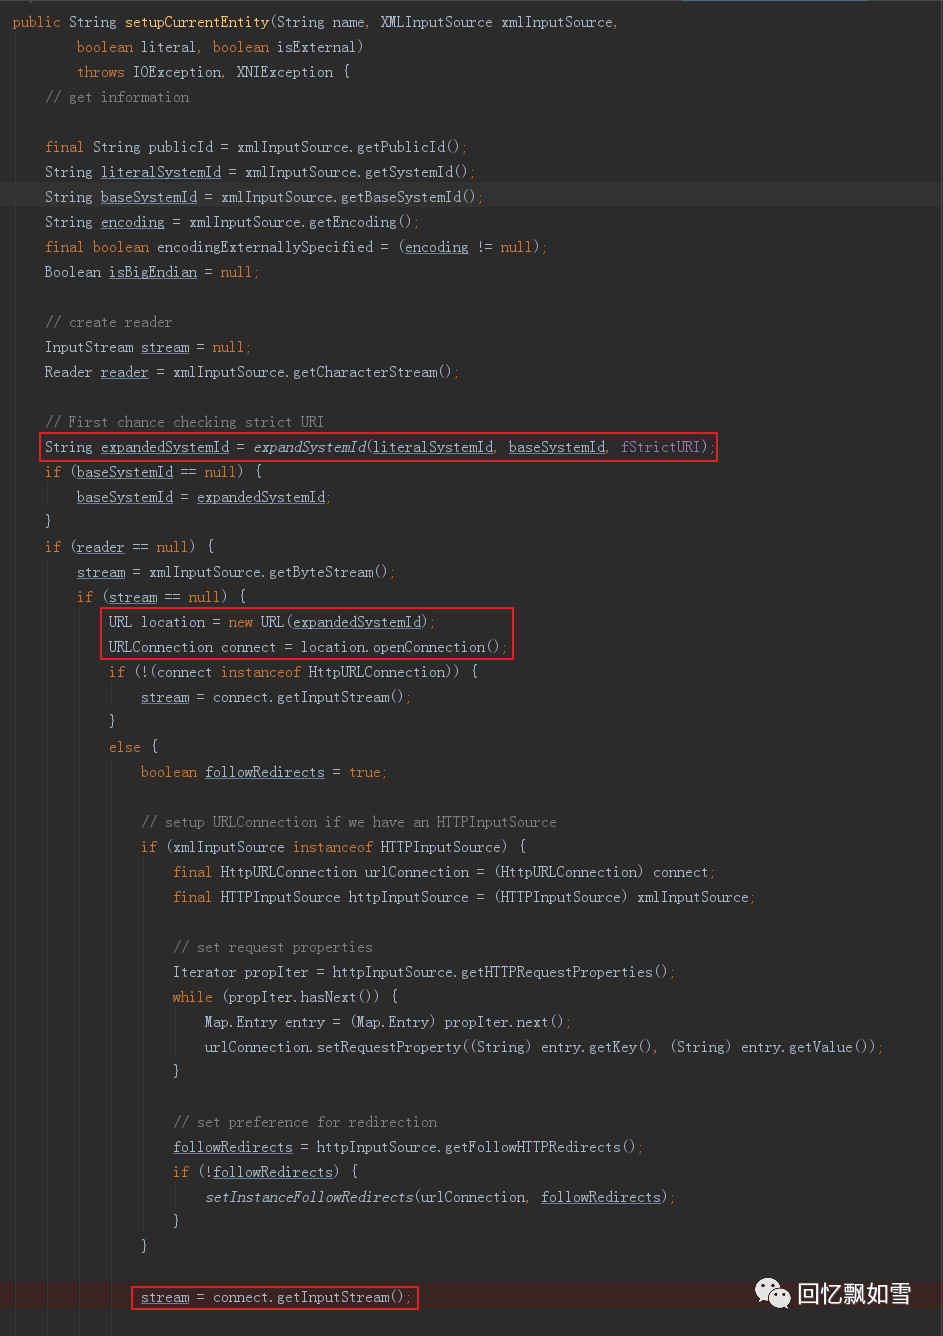 public String setupCurrentEntity(String name, XMLInputSource xmlInputSource,
boolean literal, boolean isExternal)
throws IOException, XNIException {
// get information
final String publicId = xmlInputSource.getPublicId();
String literalSystemId = xmlInputSource.getSystemId();
String baseSystemId = xmlInputSource.getBaseSystemId();
String encoding = xmlInputSource.getEncoding();
final boolean encodingExternallySpecified = (encoding != null);
Boolean isBigEndian = null;
// create reader
InputStream stream = null;
Reader reader = xmlInputSource.getCharacterStream();
// First chance checking strict URI
String expandedSystemId = expandSystemId(literalSystemId, baseSystemId, fStrictURI);
if (baseSystemId == null) {
baseSystemId = expandedSystemId;
}
if (reader == null) {
stream = xmlInputSource.getByteStream();
if (stream == null) {
URL location = new URL(expandedSystemId);
URLConnection connect = location.openConnection();
if (!(connect instanceof HttpURLConnection)) {
stream = connect.getInputStream();
}
else {
boolean followRedirects = true;
// setup URLConnection if we have an HTTPInputSource
if (xmlInputSource instanceof HTTPInputSource) {
final HttpURLConnection urlConnection = (HttpURLConnection) connect;
final HTTPInputSource httpInputSource = (HTTPInputSource) xmlInputSource;
// set request properties
Iterator propIter = httpInputSource.getHTTPRequestProperties();
while (propIter.hasNext()) {
Map.Entry entry = (Map.Entry) propIter.next();
urlConnection.setRequestProperty((String) entry.getKey(), (String) entry.getValue());
}
// set preference for redirection
followRedirects = httpInputSource.getFollowHTTPRedirects();
if (!followRedirects) {
setInstanceFollowRedirects(urlConnection, followRedirects);
}
}
stream = connect.getInputStream();
回忆飘如雪